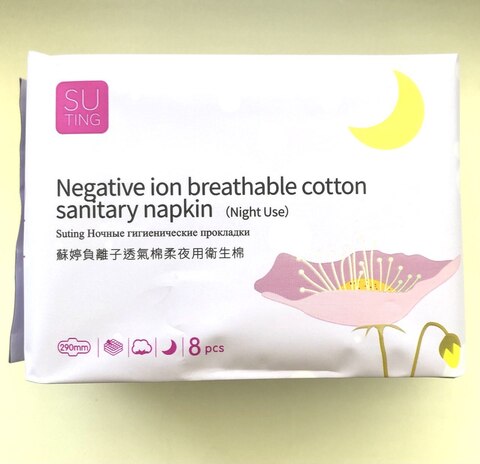 SU
TING
Negative ion breathable cotton
sanitary napkin (Night Use)
Suting Ночные гигиенические прокладки
蘇婷負離子透氣棉柔夜用衛生棉
290mm
8 pcs